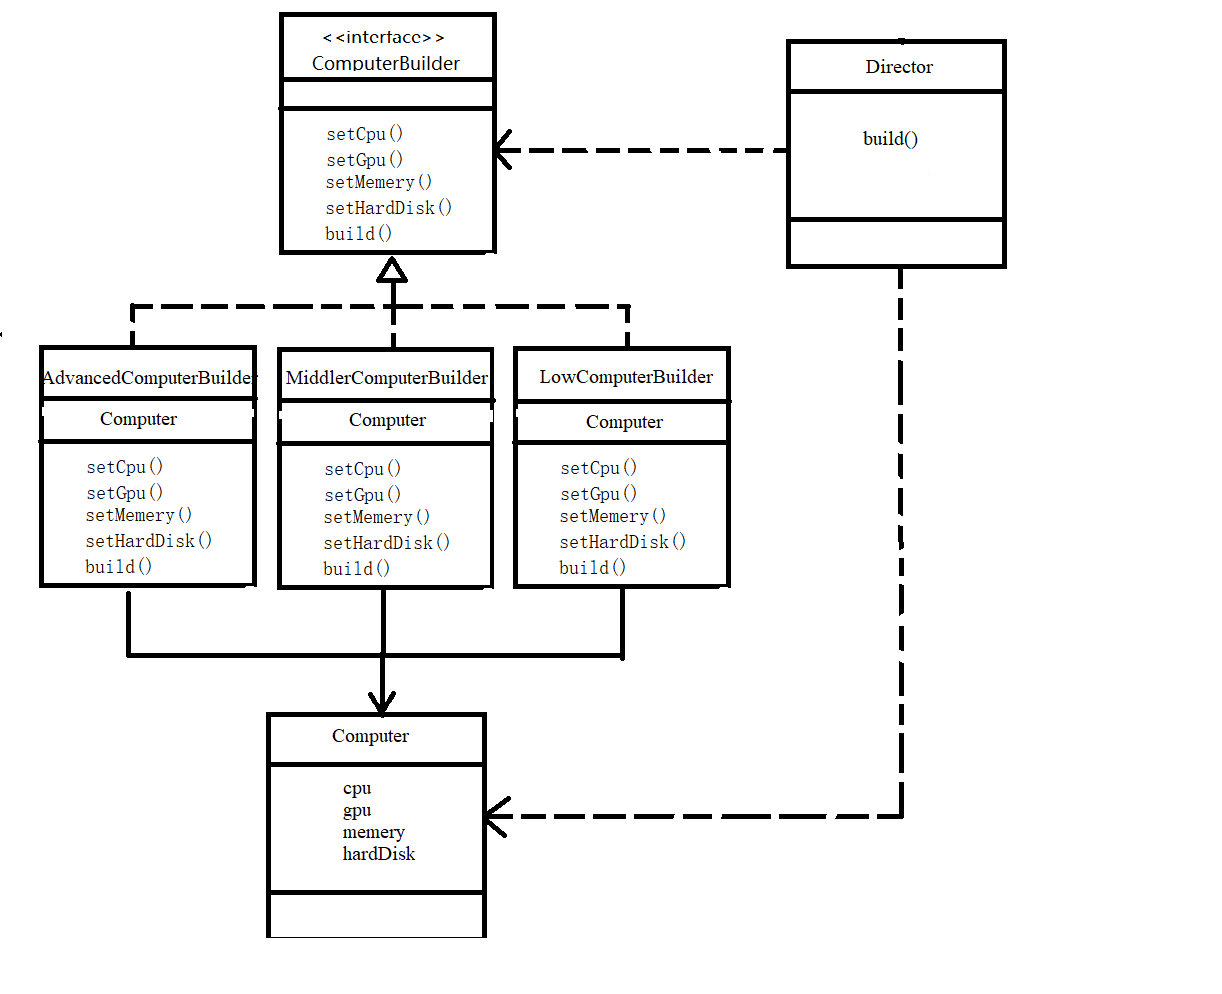 <<interface>>
ComputerBuilder
setCpu()
setGpu()
setMemery()
setHardDisk()
build()
Director
build()
AdvancedComputerBuilder
Computer
setCpu()
setGpu()
setMemery()
setHardDisk()
build()
MiddlerComputerBuilder
Computer
setCpu()
setGpu()
setMemery()
setHardDisk()
build()
LowComputerBuilder
Computer
setCpu()
setGpu()
setMemery()
setHardDisk()
build()
Computer
cpu
gpu
memery
hardDisk